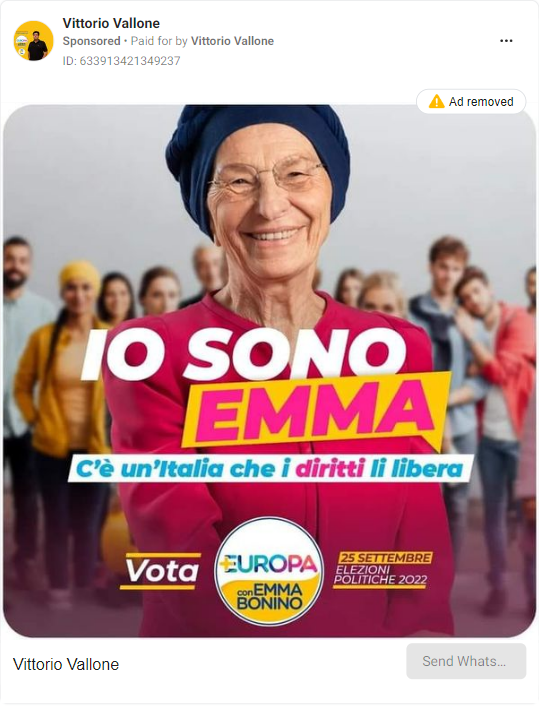 Vittorio Vallone
Sponsored • Paid for by Vittorio Vallone
ID: 633913421349237
Ad removed
IO SONO
EMMA
C'è un'Italia che i diritti li libera
Vota
+EUROPA
con EMMA
BONINO
25 SETTEMBRE
ELEZIONI
POLITICHE 2022
Vittorio Vallone
Send Whats...